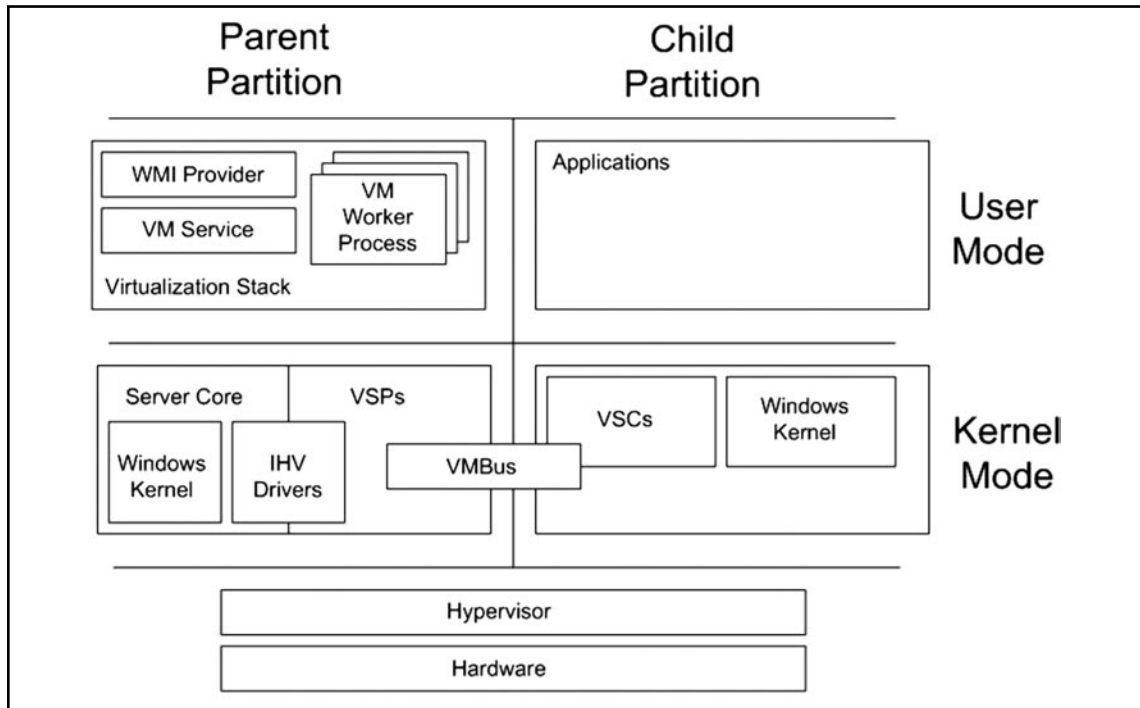 Parent
Partition
Child
Partition
WMI Provider
VM Service
VM
Worker
Process
Virtualization Stack
Applications
User
Mode
Server Core
VSPs
Windows
Kernel
IHV
Drivers
VMBus
VSCs
Windows
Kernel
Kernel
Mode
Hypervisor
Hardware